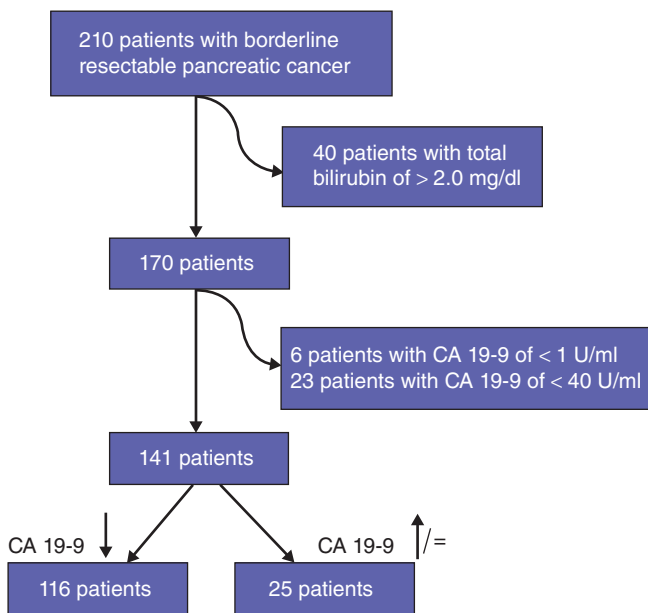 210 patients with borderline
resectable pancreatic cancer
40 patients with total
bilirubin of > 2.0 mg/dl
170 patients
6 patients with CA 19-9 of < 1 U/ml
23 patients with CA 19-9 of < 40 U/ml
141 patients
CA 19-9 ↓
CA 19-9 ↑/=
116 patients
25 patients